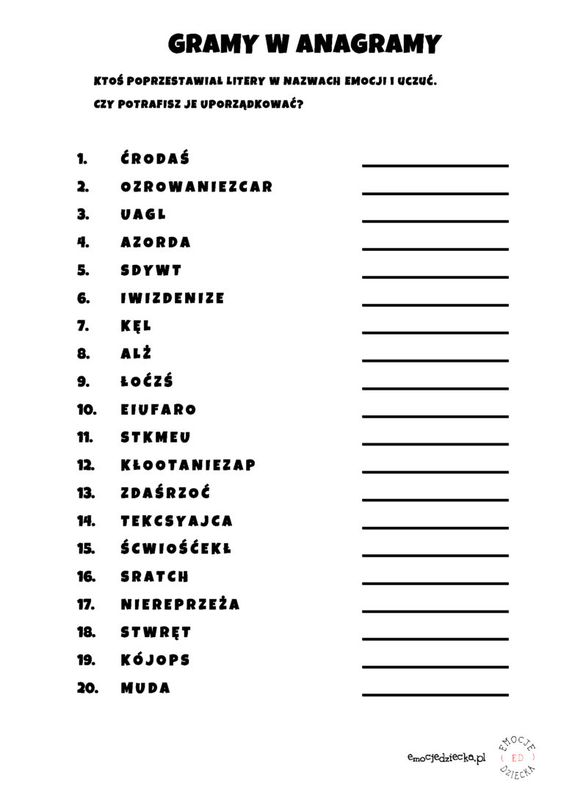 GRAMY W ANAGRAMY
KTOŚ POPRZESTAWIAŁ LITERY W NAZWACH EMOCJI I UCZUĆ.
CZY POTRAFISZ JE UPORZĄDKOWAĆ?
1. ĆRODAŚ
2. OZROWANIEZCAR
3. UAGL
4. AZORDA
5. SDYWT
6. IWIZDENIZE
7. KĘL
8. ALŻ
9. ŁOĆZŚ
10. EIUFARO
11. STKMEU
12. KŁOOTANIEZAP
13. ZDAŚRZOĆ
14. TEKCSYAJCA
15. ŚCWIOŚĆEKŁ
16. SRATCH
17. NIEREPRZEŻA
18. STWRĘT
19. KÓJOPS
20. MUDA
emocjedziecka.pl
EMOCJE
ED
DZIECKA